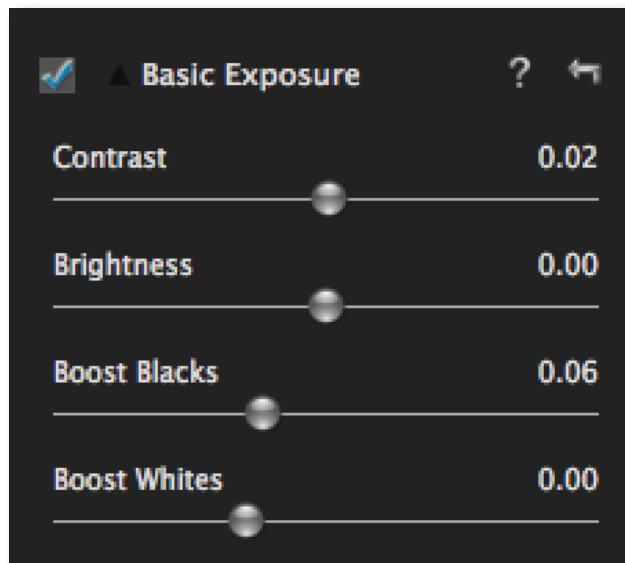 Basic Exposure ?
Contrast 0.02
Brightness 0.00
Boost Blacks 0.06
Boost Whites 0.00